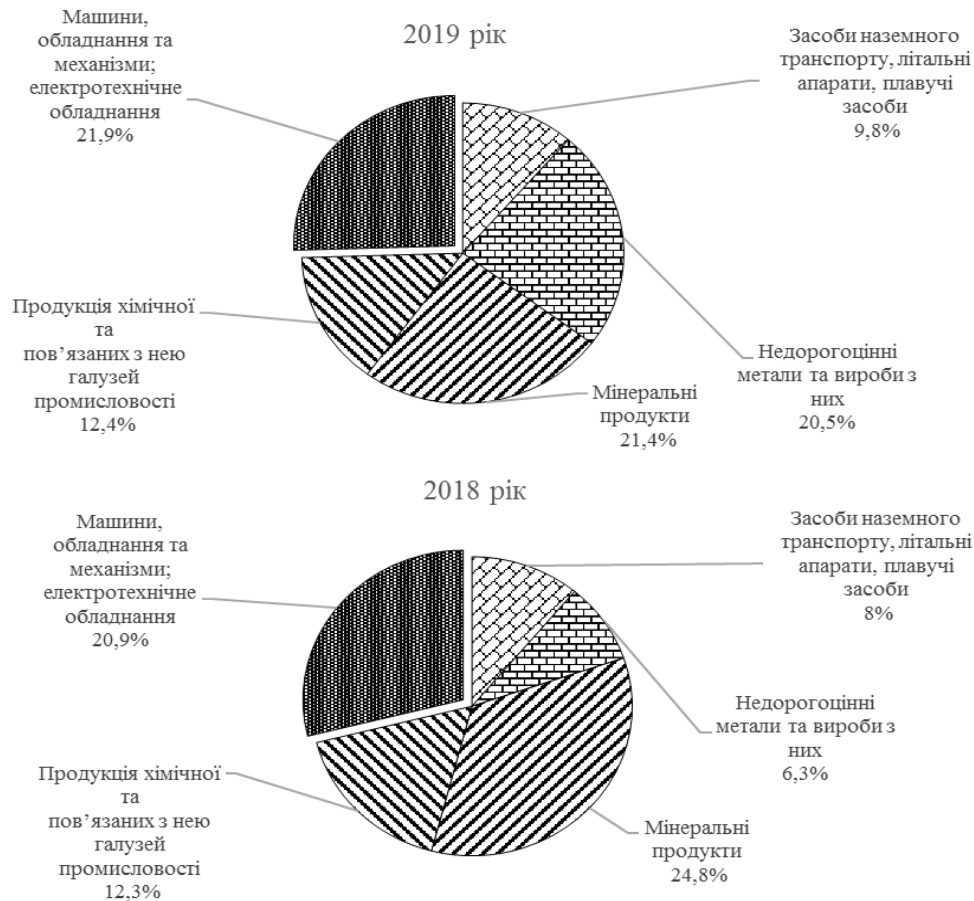 2019 рік
Машини,
обладнання та
механізми;
електротехнічне
обладнання
21,9%
Засоби наземного
транспорту, літальні
апарати, плавучі
засоби
9,8%
Продукція хімічної
та
пов’язаних з нею
галузей
промисловості
12,4%
Недорогоцінні
метали та вироби з
них
20,5%
Мінеральні
продукти
21,4%
2018 рік
Машини,
обладнання та
механізми;
електротехнічне
обладнання
20,9%
Засоби наземного
транспорту, літальні
апарати, плавучі
засоби
8%
Недорогоцінні
метали та вироби з
них
6,3%
Продукція хімічної
та
пов’язаних з нею
галузей
промисловості
12,3%
Мінеральні
продукти
24,8%